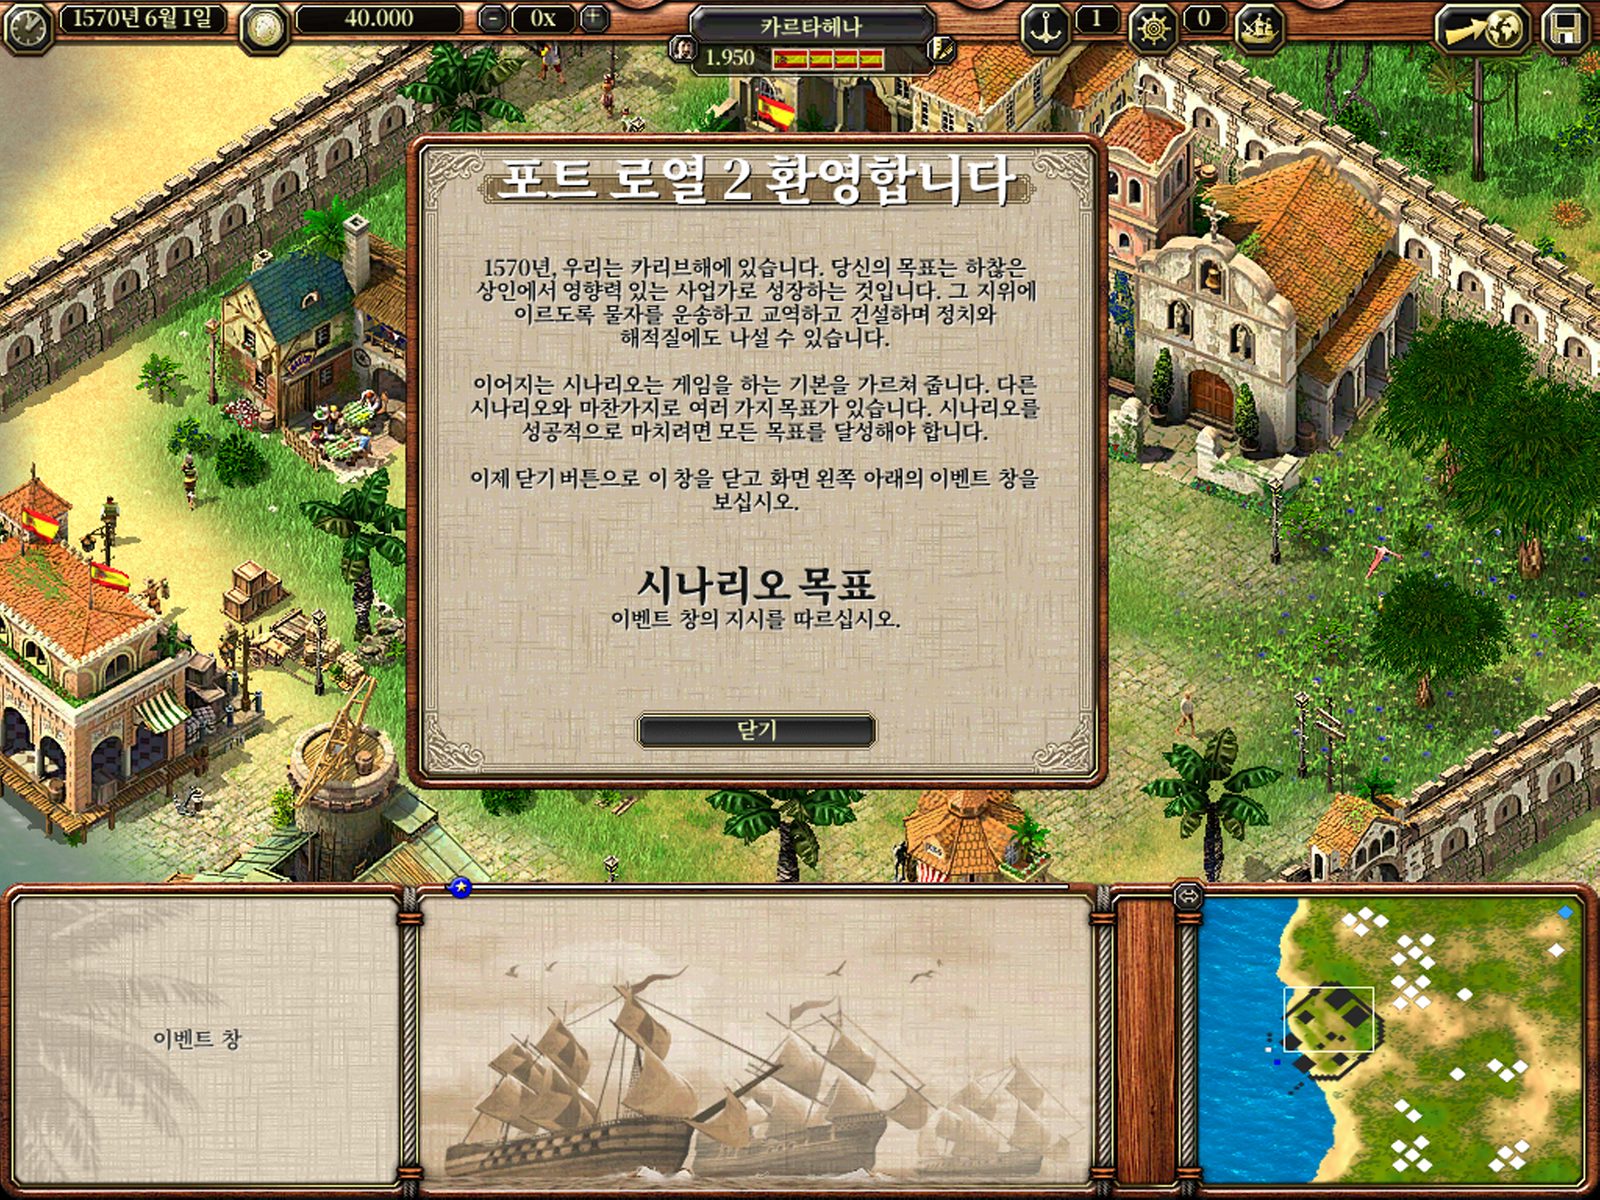 1570년 6월 1일
40.000
-
0x
+
카르타헤나
1.950
1
0
포트 로열 2 환영합니다
1570년, 우리는 카리브해에 있습니다. 당신의 목표는 하찮은
상인에서 영향력 있는 사업가로 성장하는 것입니다. 그 지위에
이르도록 물자를 운송하고 교역하고 건설하며 정치와
해적질에도 나설 수 있습니다.
이어지는 시나리오는 게임을 하는 기본을 가르쳐 줍니다. 다른
시나리오와 마찬가지로 여러 가지 목표가 있습니다. 시나리오를
성공적으로 마치려면 모든 목표를 달성해야 합니다.
이제 닫기 버튼으로 이 창을 닫고 화면 왼쪽 아래의 이벤트 창을
보십시오.
시나리오 목표
이벤트 창의 지시를 따르십시오.
닫기
이벤트 창